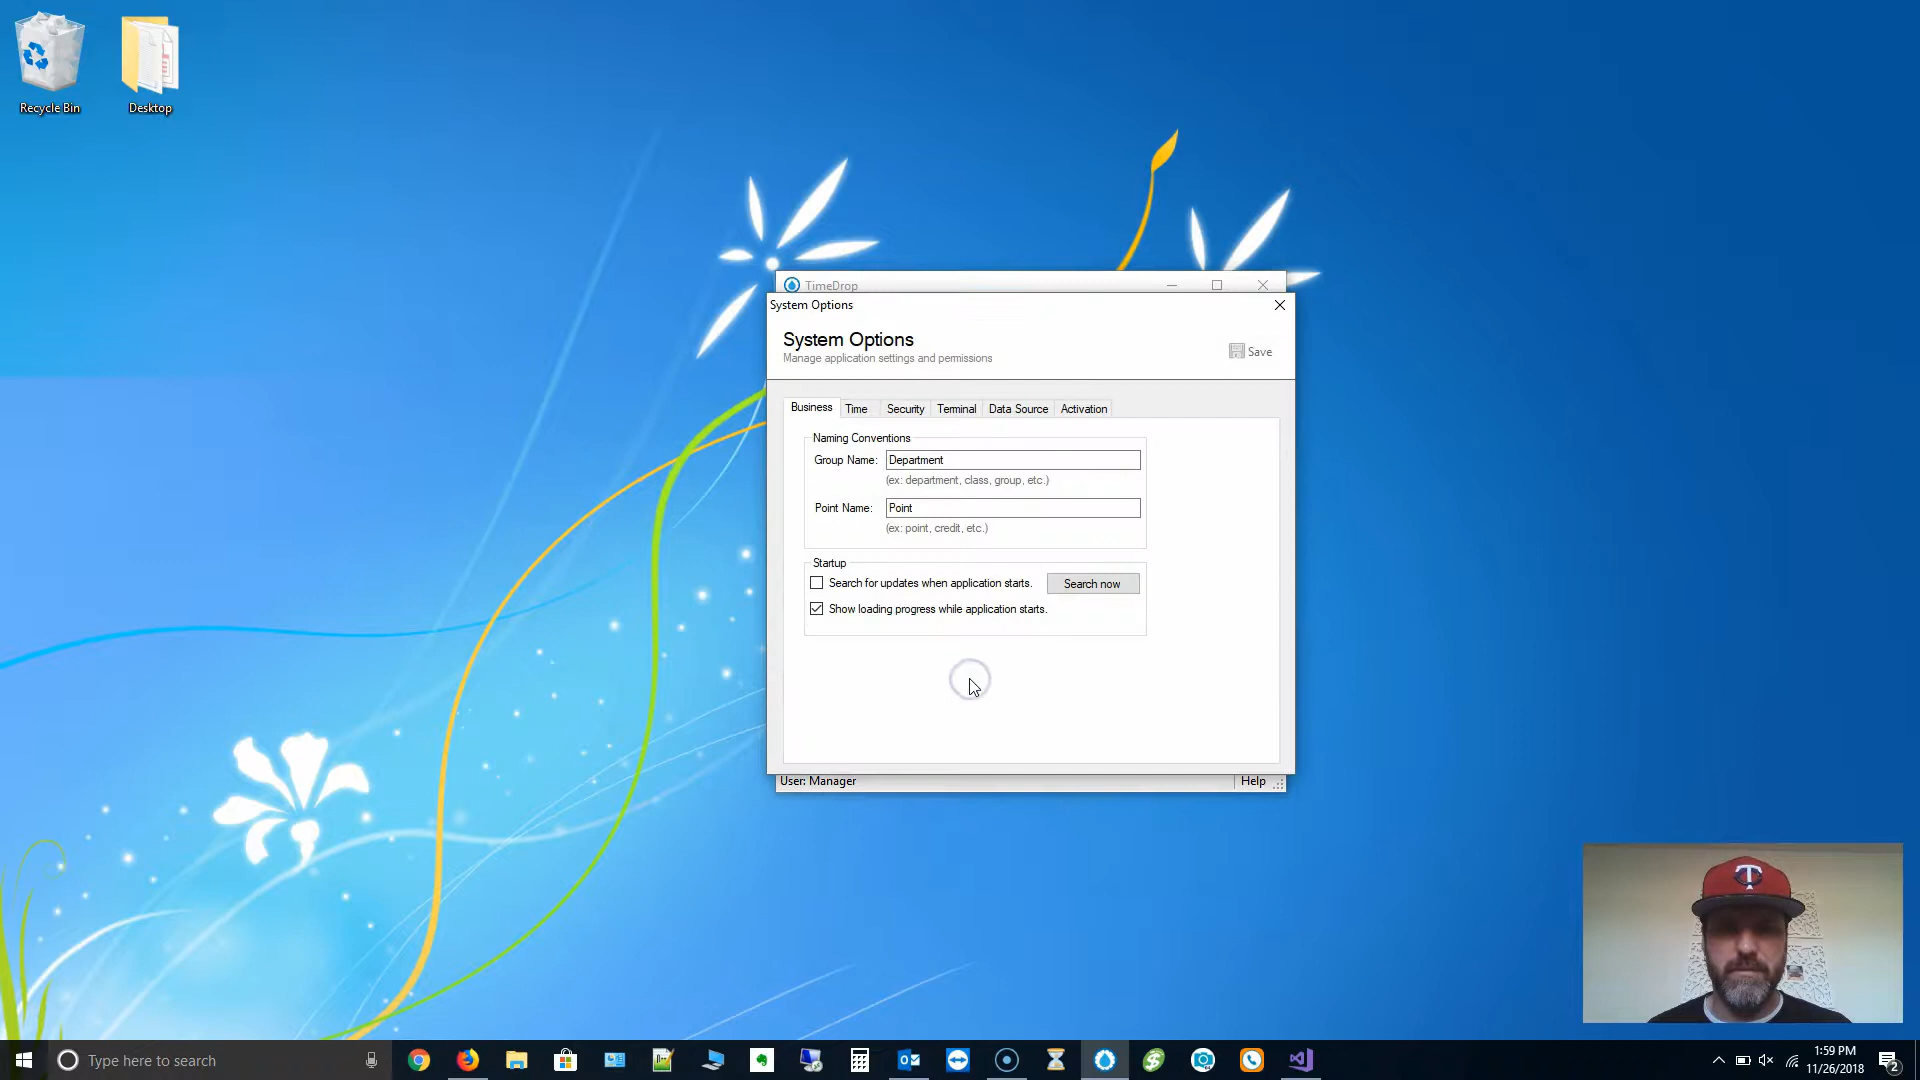 Recycle Bin
Desktop
TimeDrop
System Options
System Options
Manage application settings and permissions
Save
Business
Time
Security
Terminal
Data Source
Activation
Naming Conventions
Group Name:
Department
(ex: department, class, group, etc.)
Point Name:
Point
(ex: point, credit, etc.)
Startup
Search for updates when application starts.
Search now
Show loading progress while application starts.
User: Manager
Help
Type here to search
1:59 PM
11/26/2018
2